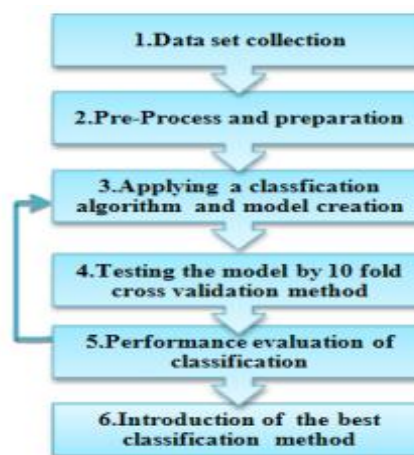 1.Data set collection
2.Pre-Process and preparation
3.Applying a classfication
algorithm and model creation
4.Testing the model by 10 fold
cross validation method
5.Performance evaluation of
classification
6.Introduction of the best
classification method